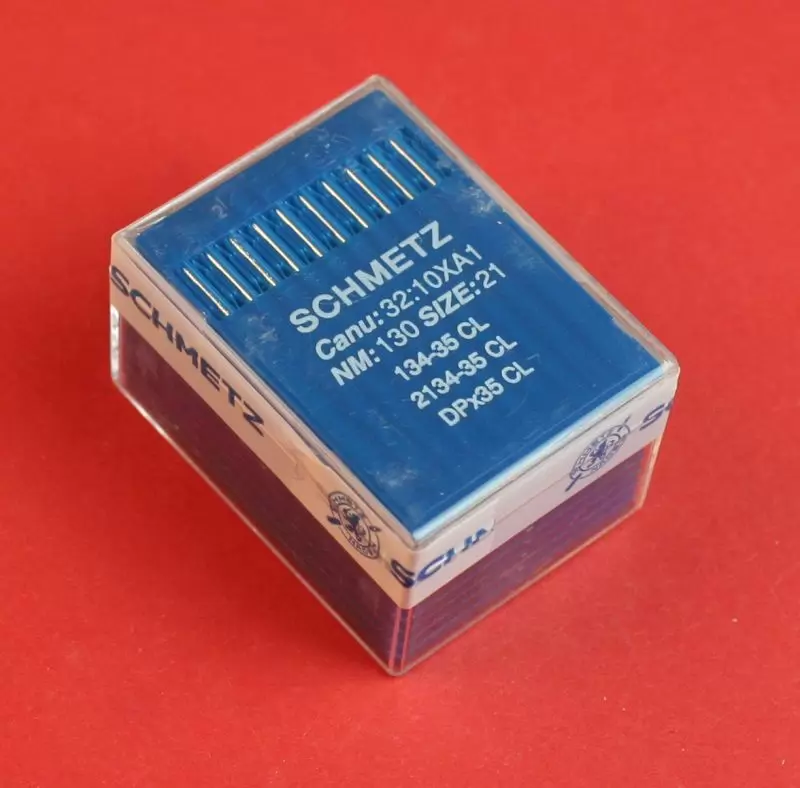 SCHMETZ
Canu: 32:10XA1
NM: 130 SIZE: 21
134-35 CL
2134-35 CL
DPx35 CL
SCHMETZ